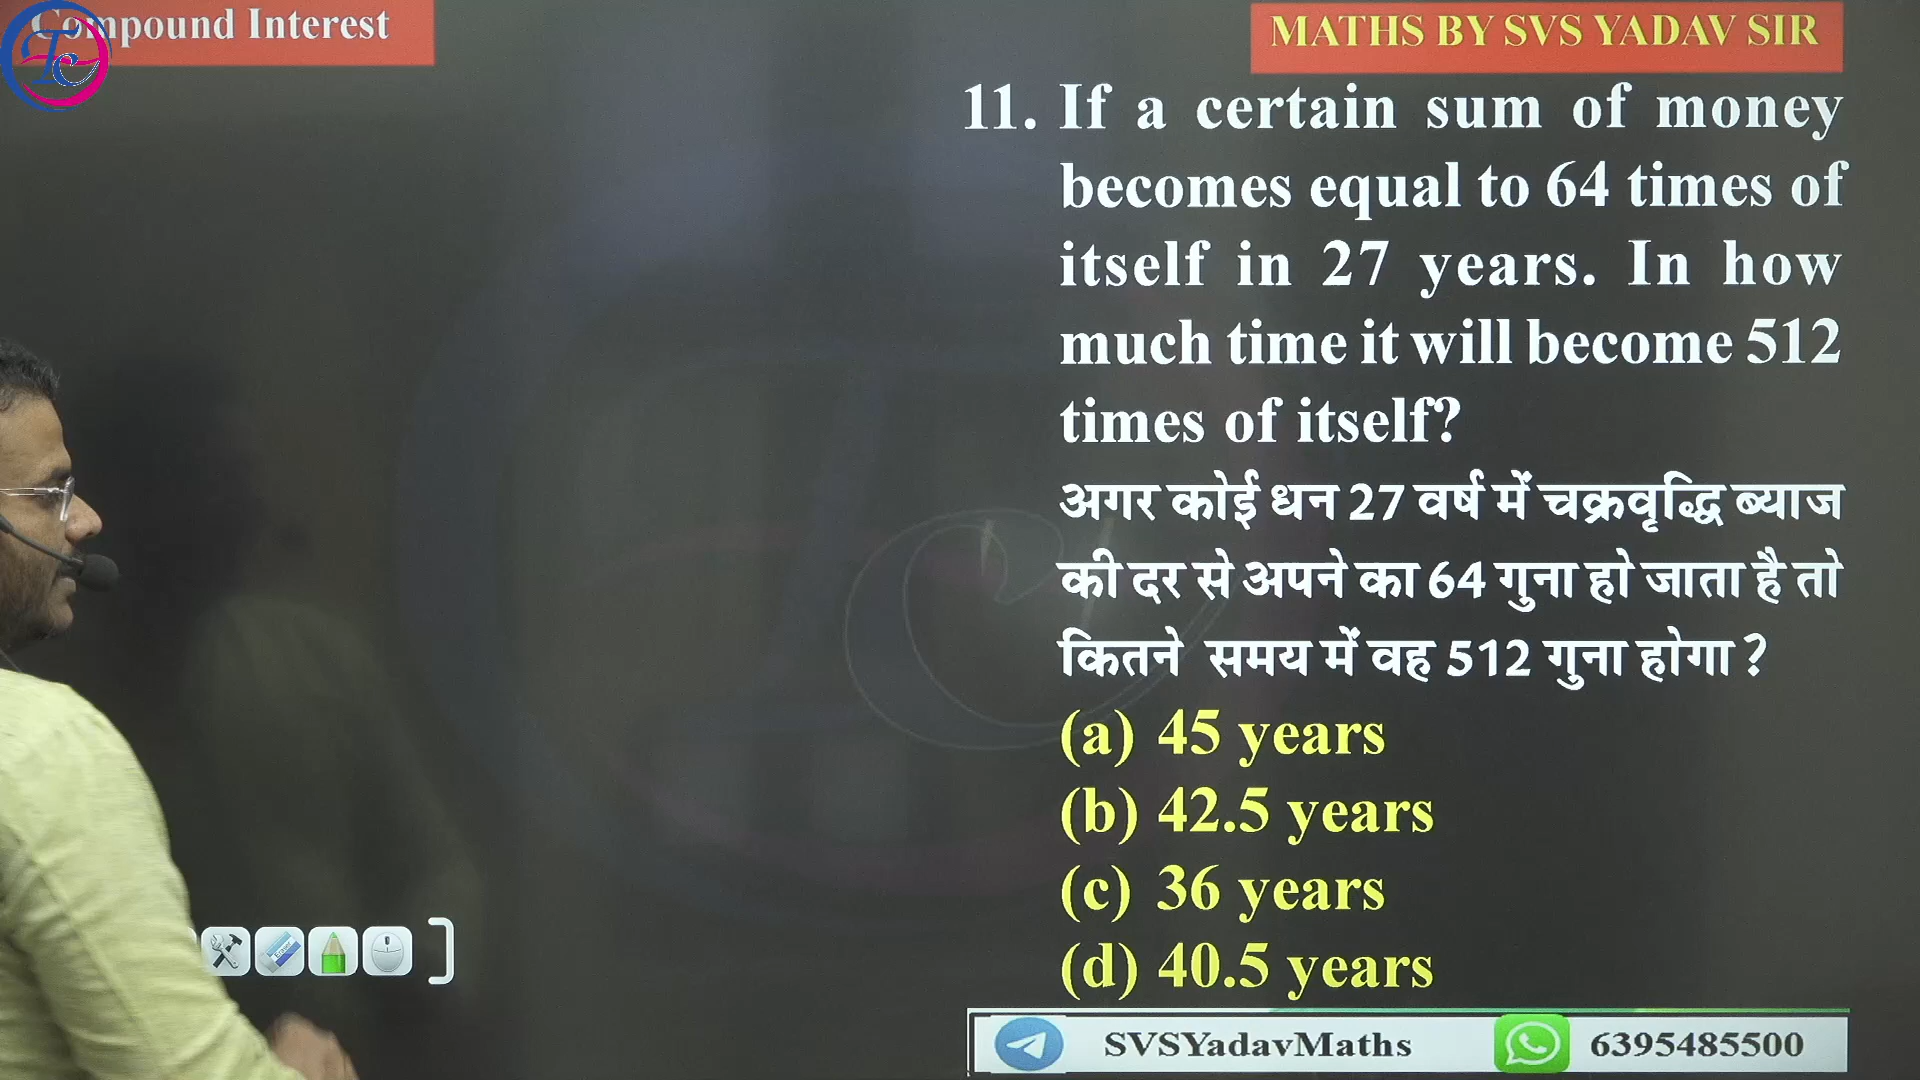 Compound Interest
MATHS BY SVS YADAV SIR
11. If a certain sum of money
becomes equal to 64 times of
itself in 27 years. In how
much time it will become 512
times of itself?
अगर कोई धन 27 वर्ष में चक्रवृद्धि ब्याज
की दर से अपने का 64 गुना हो जाता है तो
कितने समय में वह 512 गुना होगा ?
(a) 45 years
(b) 42.5 years
(c) 36 years
(d) 40.5 years
SVSYadavMaths
6395485500